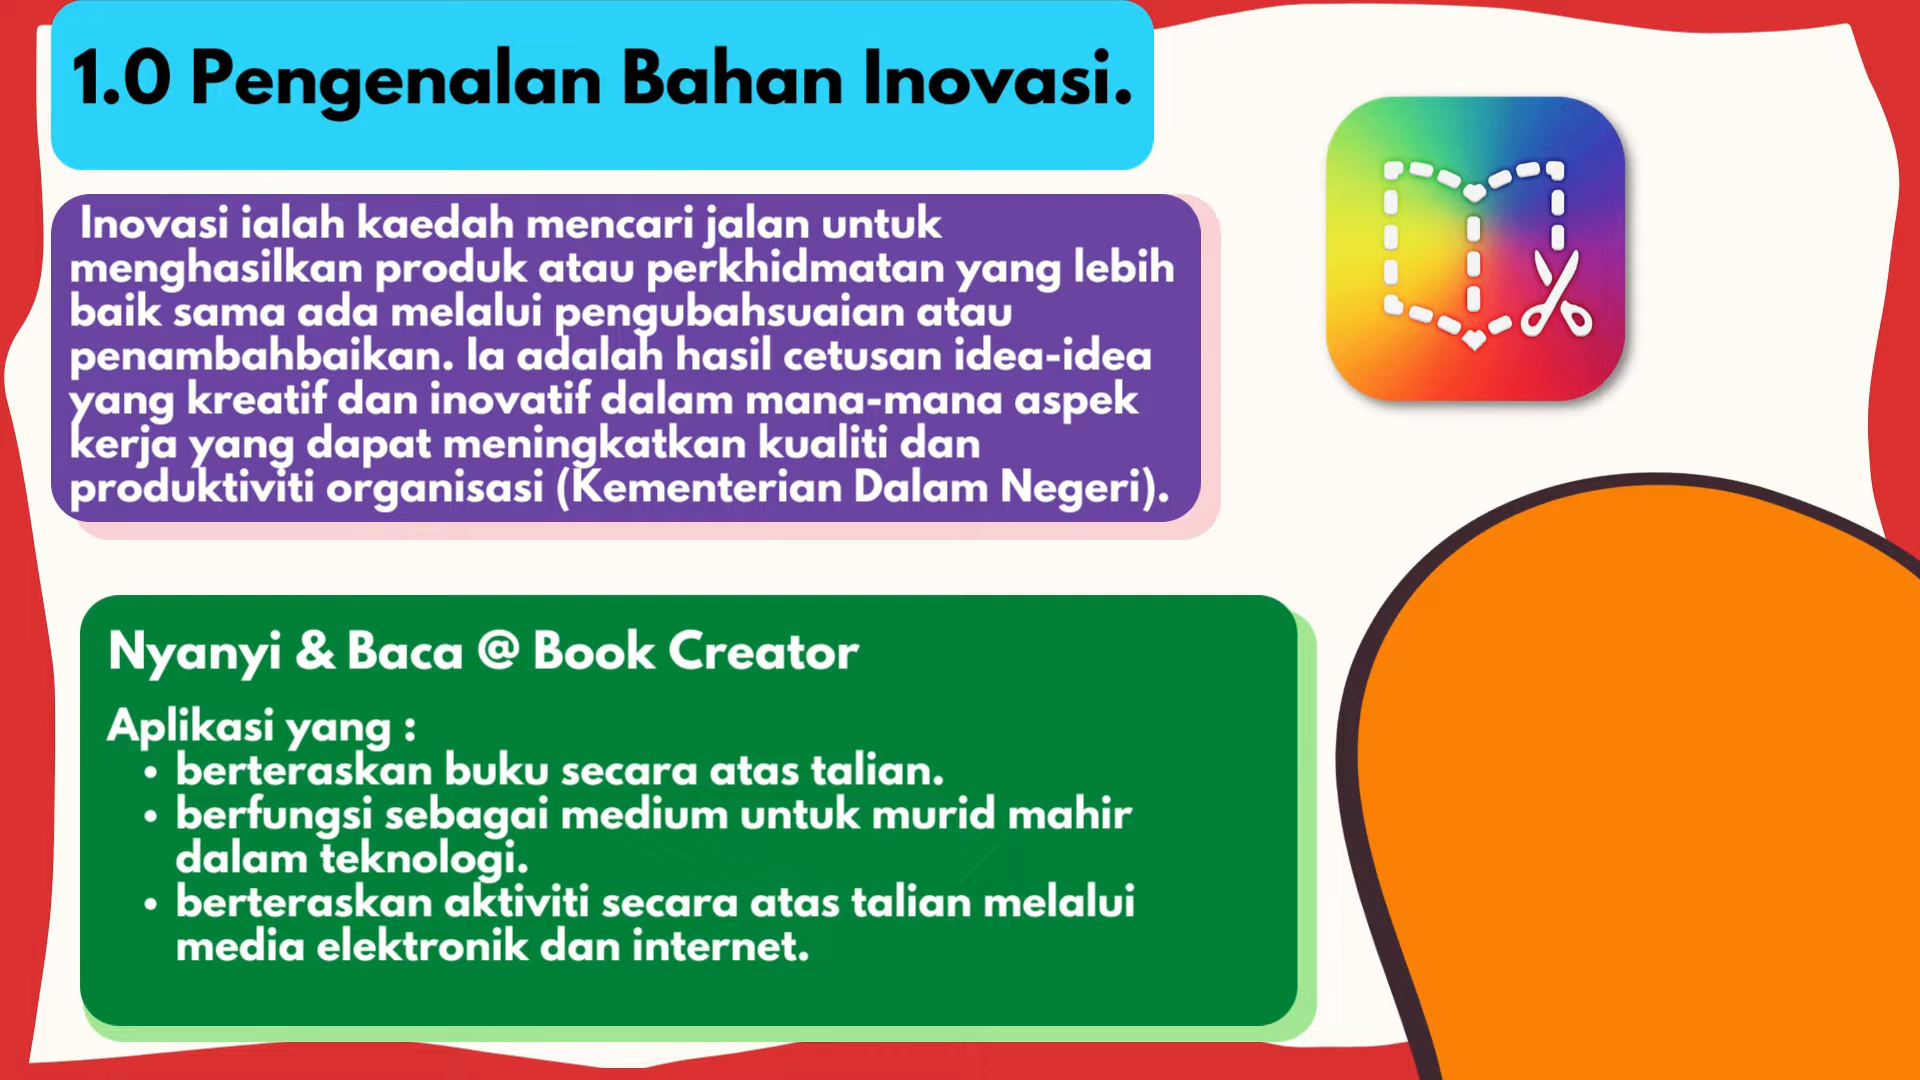 1.0 Pengenalan Bahan Inovasi.
Inovasi ialah kaedah mencari jalan untuk
menghasilkan produk atau perkhidmatan yang lebih
baik sama ada melalui pengubahsuaian atau
penambahbaikan. Ia adalah hasil cetusan idea-idea
yang kreatif dan inovatif dalam mana-mana aspek
kerja yang dapat meningkatkan kualiti dan
produktiviti organisasi (Kementerian Dalam Negeri).
Nyanyi & Baca @ Book Creator
Aplikasi yang :
• berteraskan buku secara atas talian.
• berfungsi sebagai medium untuk murid mahir
dalam teknologi.
• berteraskan aktiviti secara atas talian melalui
media elektronik dan internet.